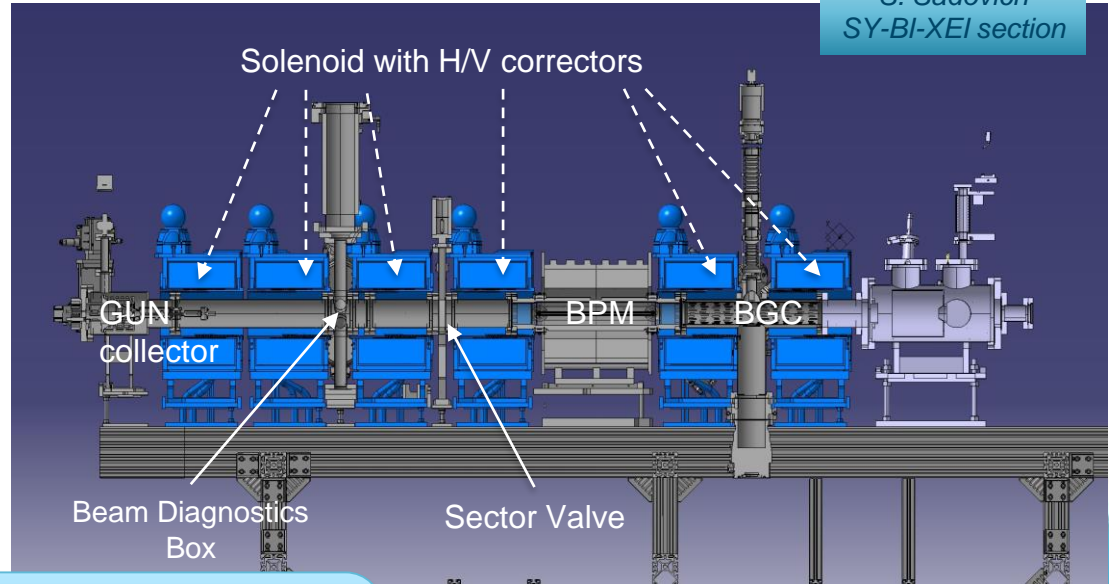 SY-BI-XEI section
Solenoid with H/V correctors
GUN
collector
BPM
BGC
Beam Diagnostics
Box
Sector Valve